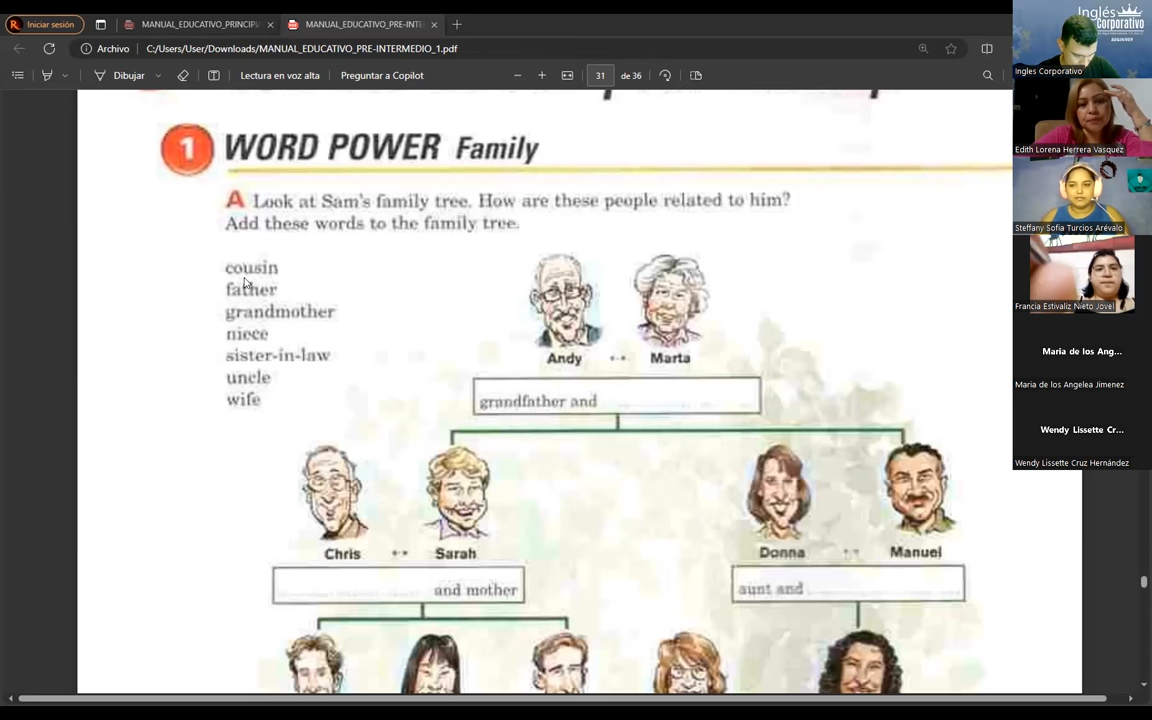 Iniciar sesión
MANUAL_EDUCATIVO_PRINCIPI
MANUAL_EDUCATIVO_PRE-INTE
Archivo
C:/Users/User/Downloads/MANUAL_EDUCATIVO_PRE-INTERMEDIO_1.pdf
Dibujar
Lectura en voz alta
Preguntar a Copilot
31
de 36
1 WORD POWER Family
A Look at Sam's family tree. How are these people related to him?
Add these words to the family tree.
cousin
father
grandmother
niece
sister-in-law
uncle
wife
Andy
Marta
grandfather and
Chris
Sarah
Donna
Manuel
and mother
aunt and
Inglés
Corporativo
BEGINNER
Ingles Corporativo
Edith Lorena Herrera Vasquez
Steffany Sofia Turcios Arévalo
Francia Estivaliz Nieto Jovel
Maria de los Ang...
Maria de los Angelea Jimenez
Wendy Lissette Cr...
Wendy Lissette Cruz Hernández